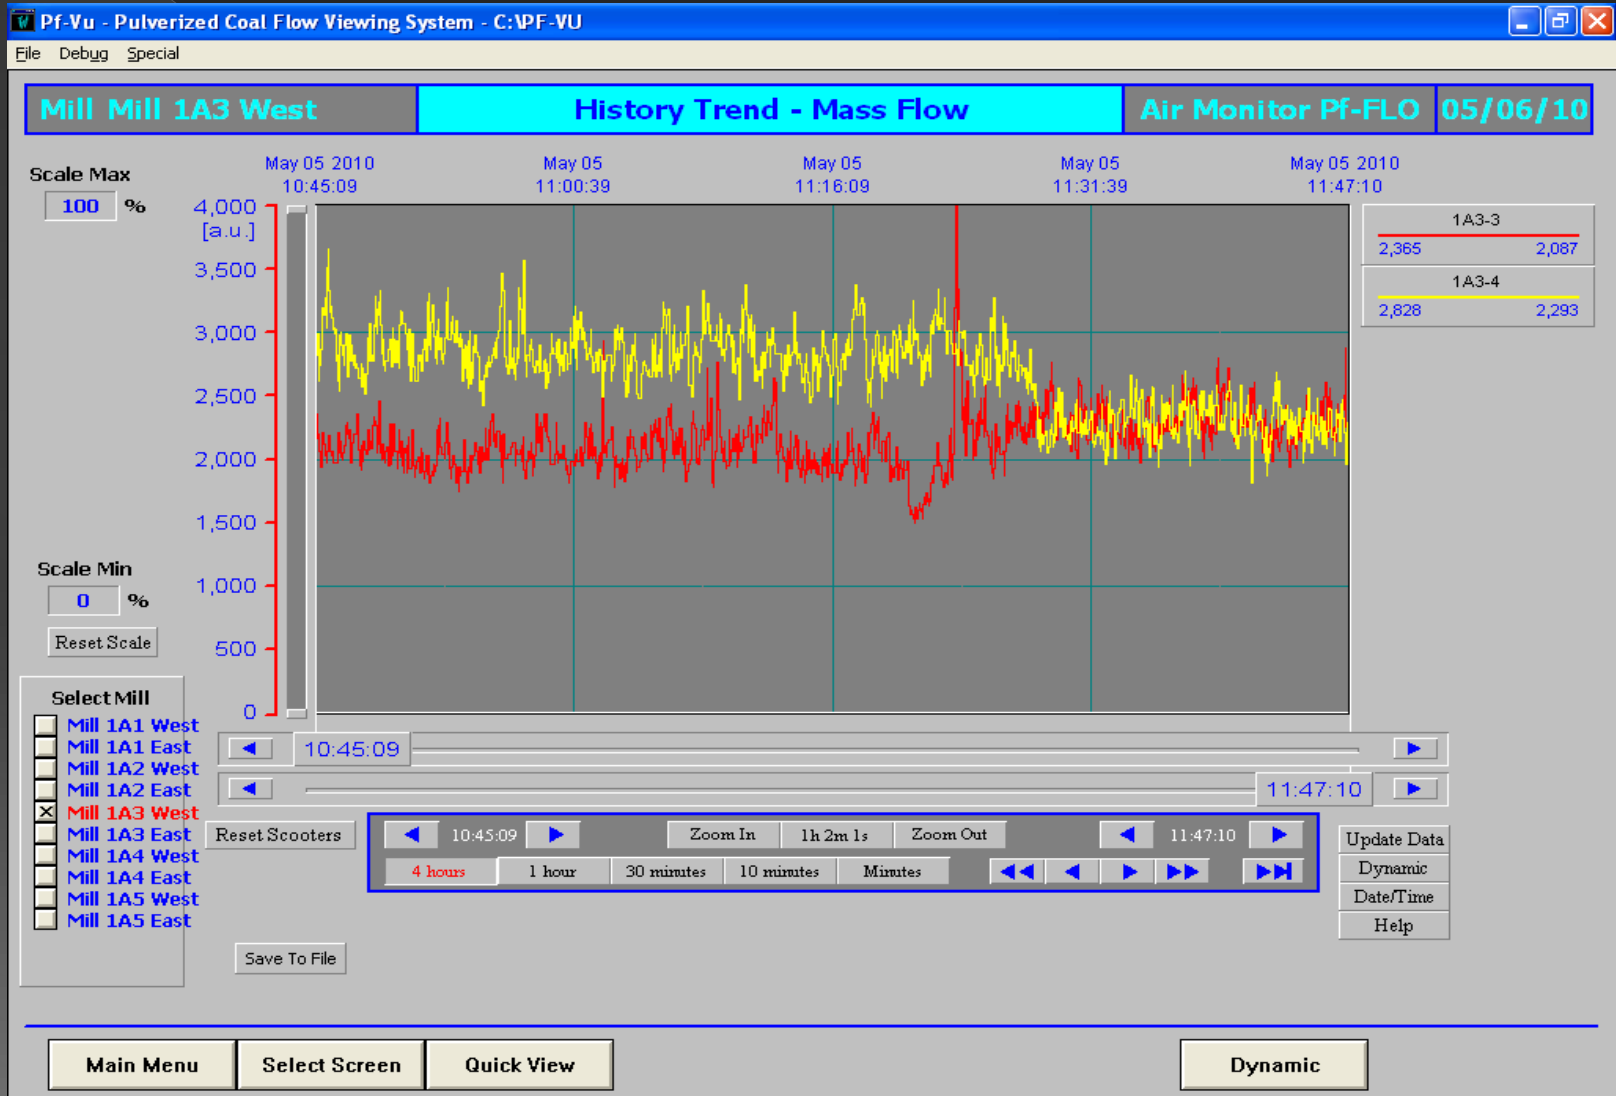 Pf-Vu - Pulverized Coal Flow Viewing System - C:\PF-VU
File Debug Special
Mill Mill 1A3 West
History Trend - Mass Flow
Air Monitor Pf-FLO
05/06/10
May 05 2010
10:45:09
May 05
11:00:39
May 05
11:16:09
May 05
11:31:39
May 05 2010
11:47:10
Scale Max
100 %
4,000
[a.u.]
3,500
3,000
2,500
2,000
1,500
1,000
500
0
1A3-3
2,365 2,087
1A3-4
2,828 2,293
Scale Min
0 %
Reset Scale
Select Mill
Mill 1A1 West
Mill 1A1 East
Mill 1A2 West
Mill 1A2 East
Mill 1A3 West
Mill 1A3 East
Mill 1A4 West
Mill 1A4 East
Mill 1A5 West
Mill 1A5 East
10:45:09
11:47:10
Reset Scooters
10:45:09
Zoom In
1h 2m 1s
Zoom Out
11:47:10
4 hours
1 hour
30 minutes
10 minutes
Minutes
Update Data
Dynamic
Date/Time
Help
Save To File
Main Menu
Select Screen
Quick View
Dynamic